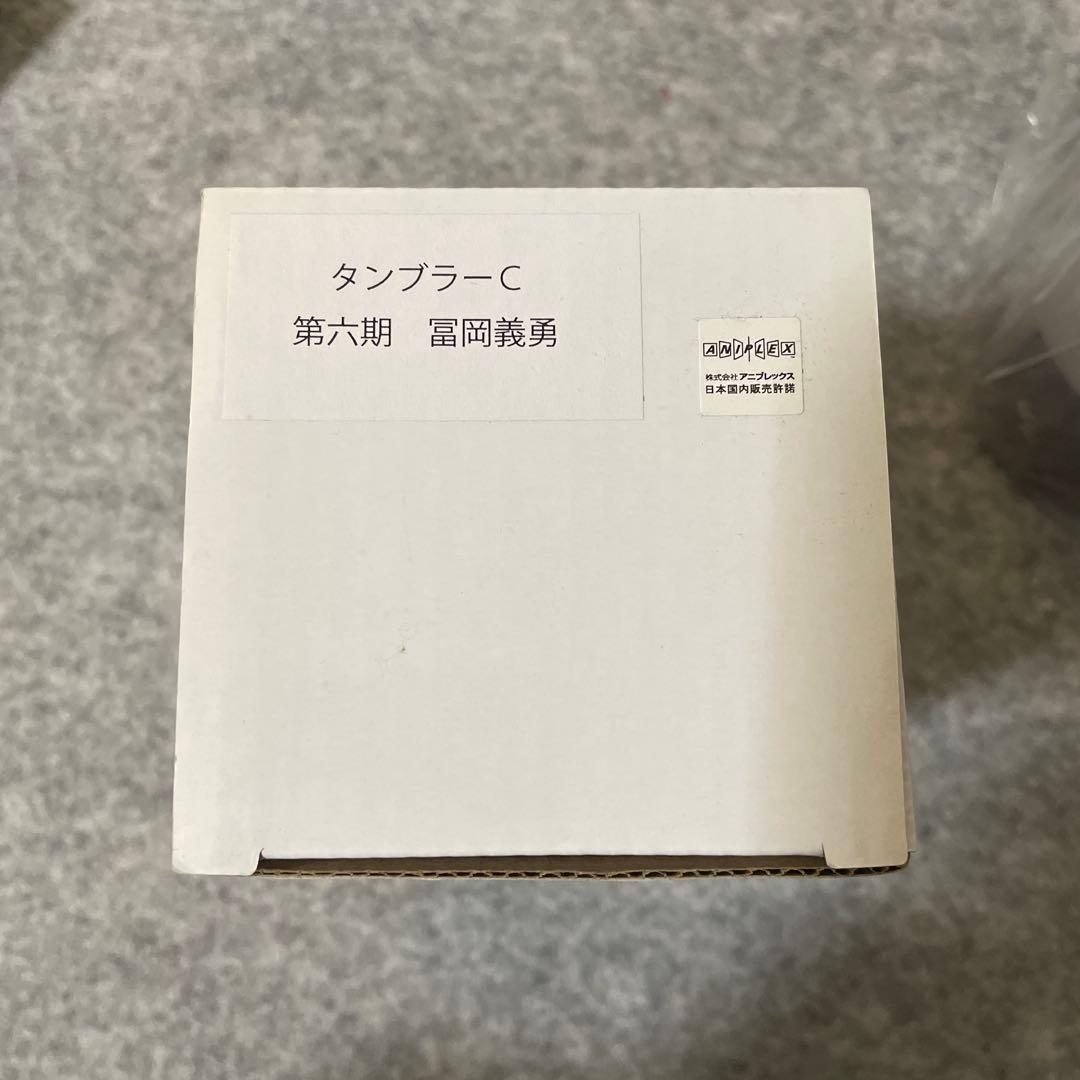 タンブラーC
第六期　冨岡義勇
ANIPLEX
株式会社 アニプレックス
日本国内販売許諾